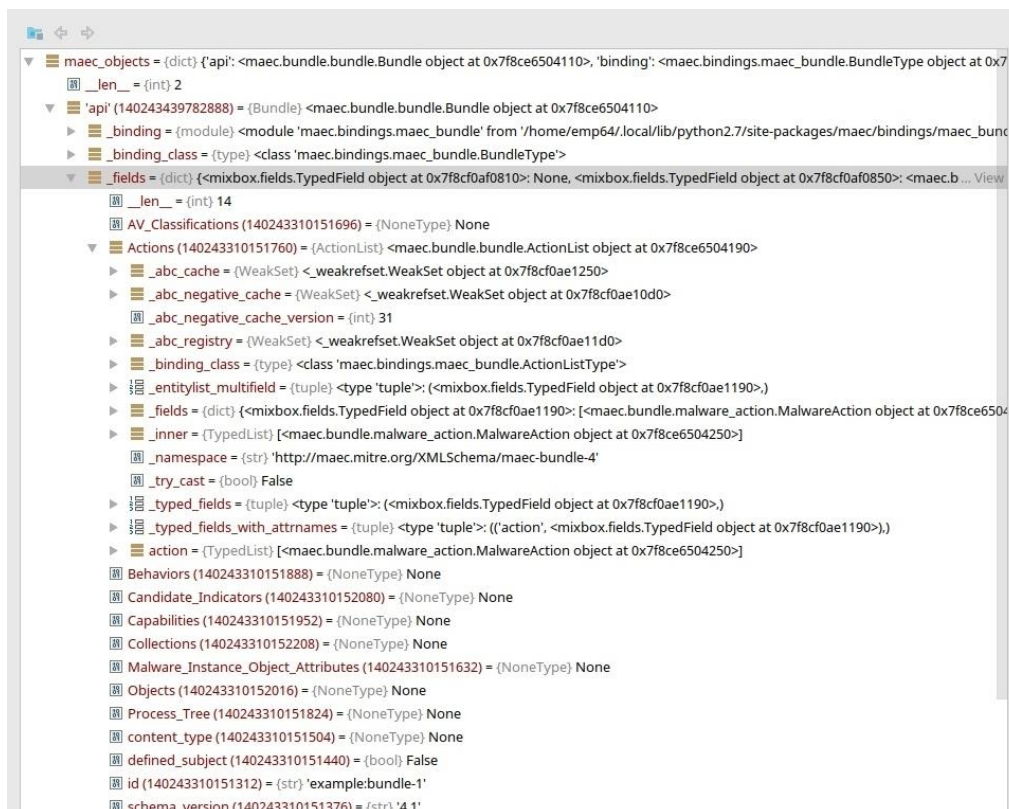 maec_objects = {dict} {'api': <maec.bundle.bundle.Bundle object at 0x7f8ce6504110>, 'binding': <maec.bindings.maec_bundle.BundleType object at 0x7
__len__ = {int} 2
'api' (140243439782888) = {Bundle} <maec.bundle.bundle.Bundle object at 0x7f8ce6504110>
_binding = {module} <module 'maec.bindings.maec_bundle' from '/home/emp64/.local/lib/python2.7/site-packages/maec/bindings/maec_bund
_binding_class = {type} <class 'maec.bindings.maec_bundle.BundleType'>
_fields = {dict} {<mixbox.fields.TypedField object at 0x7f8cf0af0810>: None, <mixbox.fields.TypedField object at 0x7f8cf0af0850>: <maec.b... View
__len__ = {int} 14
AV_Classifications (140243310151696) = {NoneType} None
Actions (140243310151760) = {ActionList} <maec.bundle.bundle.ActionList object at 0x7f8ce6504190>
_abc_cache = {WeakSet} <_weakrefset.WeakSet object at 0x7f8cf0ae1250>
_abc_negative_cache = {WeakSet} <_weakrefset.WeakSet object at 0x7f8cf0ae10d0>
_abc_negative_cache_version = {int} 31
_abc_registry = {WeakSet} <_weakrefset.WeakSet object at 0x7f8cf0ae11d0>
_binding_class = {type} <class 'maec.bindings.maec_bundle.ActionListType'>
_entitylist_multifield = {tuple} <type 'tuple'>: (<mixbox.fields.TypedField object at 0x7f8cf0ae1190>,)
_fields = {dict} {<mixbox.fields.TypedField object at 0x7f8cf0ae1190>: [<maec.bundle.malware_action.MalwareAction object at 0x7f8ce6504
_inner = {TypedList} [<maec.bundle.malware_action.MalwareAction object at 0x7f8ce6504250>]
_namespace = {str} 'http://maec.mitre.org/XMLSchema/maec-bundle-4'
_try_cast = {bool} False
_typed_fields = {tuple} <type 'tuple'>: (<mixbox.fields.TypedField object at 0x7f8cf0ae1190>,)
_typed_fields_with_attrnames = {tuple} <type 'tuple'>: (('action', <mixbox.fields.TypedField object at 0x7f8cf0ae1190>),)
action = {TypedList} [<maec.bundle.malware_action.MalwareAction object at 0x7f8ce6504250>]
Behaviors (140243310151888) = {NoneType} None
Candidate_Indicators (140243310152080) = {NoneType} None
Capabilities (140243310151952) = {NoneType} None
Collections (140243310152208) = {NoneType} None
Malware_Instance_Object_Attributes (140243310151632) = {NoneType} None
Objects (140243310152016) = {NoneType} None
Process_Tree (140243310151824) = {NoneType} None
content_type (140243310151504) = {NoneType} None
defined_subject (140243310151440) = {bool} False
id (140243310151312) = {str} 'example:bundle-1'
schema_version (140243310151376) = {str} '4.1'